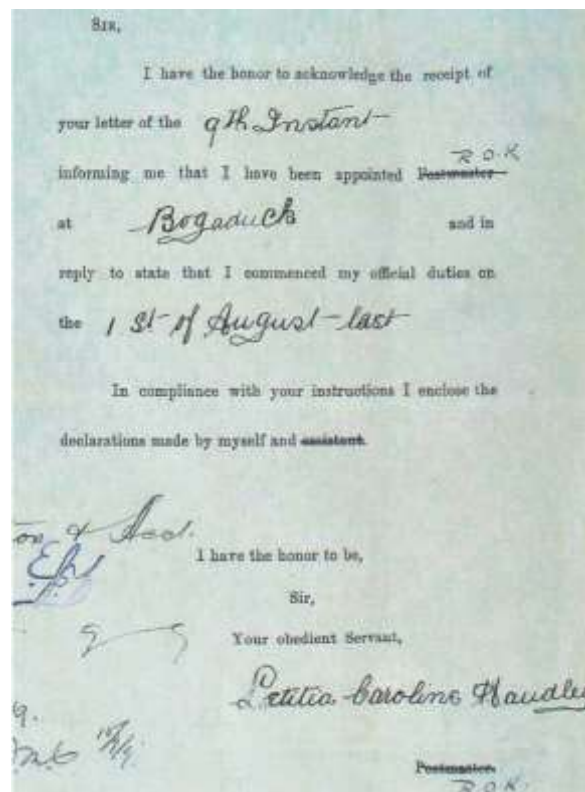 SIR,
I have the honor to acknowledge the receipt of
your letter of the 9th Instant
R.O.K
informing me that I have been appointed Postmaster
at Bogaduck and in
reply to state that I commenced my official duties on
the 1st of August last
In compliance with your instructions I enclose the
declarations made by myself and assistant.
on & Acc.
I have the honor to be,
Sir,
Your obedient Servant,
Letitia Caroline Handley
Postmaster.
R.O.K.